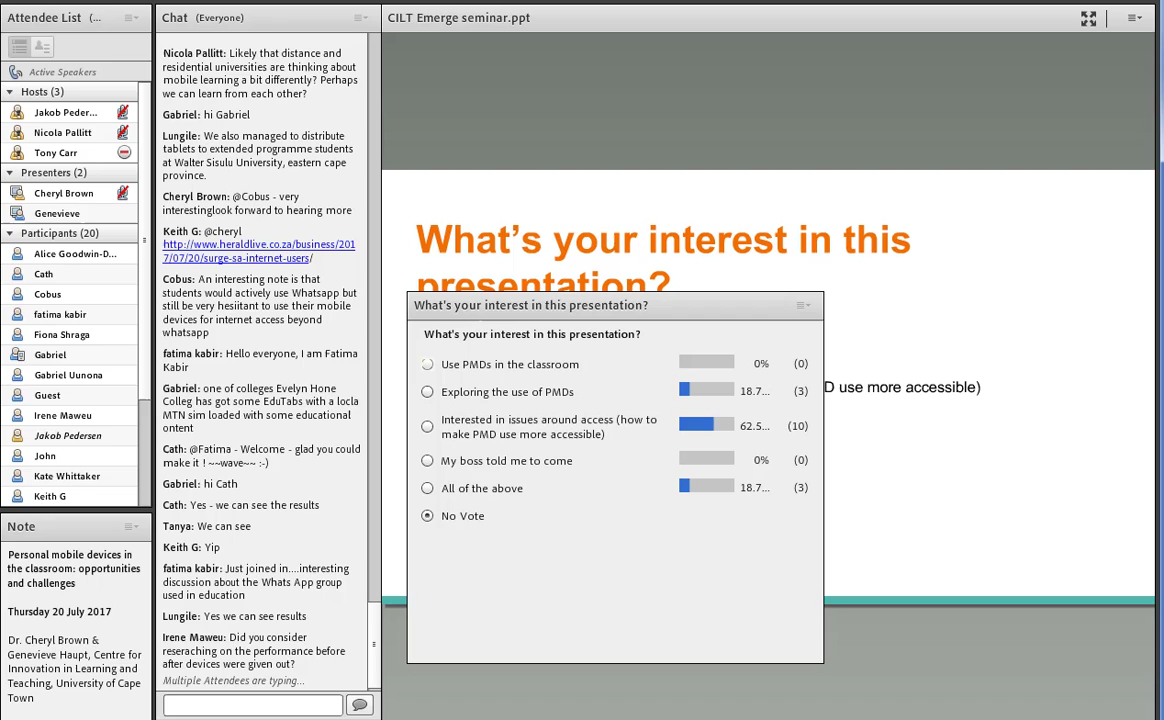 Attendee List (...
Active Speakers
Hosts (3)
Jakob Peder...
Nicola Pallitt
Tony Carr
Presenters (2)
Cheryl Brown
Genevieve
Participants (20)
Alice Goodwin-D...
Cath
Cobus
fatima kabir
Fiona Shraga
Gabriel
Gabriel Uunona
Guest
Irene Maweu
Jakob Pedersen
John
Kate Whittaker
Keith G
Note
Personal mobile devices in
the classroom: opportunities
and challenges
Thursday 20 July 2017
Dr. Cheryl Brown &
Genevieve Haupt, Centre for
Innovation in Learning and
Teaching, University of Cape
Town
Chat (Everyone)
Nicola Pallitt: Likely that distance and
residential universities are thinking about
mobile learning a bit differently? Perhaps
we can learn from each other?
Gabriel: hi Gabriel
Lungile: We also managed to distribute
tablets to extended programme students
at Walter Sisulu University, eastern cape
province.
Cheryl Brown: @Cobus - very
interestinglook forward to hearing more
Keith G: @cheryl
http://www.heraldlive.co.za/business/201
7/07/20/surge-sa-internet-users/
Cobus: An interesting note is that
students would actively use Whatsapp but
still be very hesiitant to use their mobile
devices for internet access beyond
whatsapp
fatima kabir: Hello everyone, I am Fatima
Kabir
Gabriel: one of colleges Evelyn Hone
Colleg has got some EduTabs with a locla
MTN sim loaded with some educational
ontent
Cath: @Fatima - Welcome - glad you could
make it ! ~~wave~~ :-)
Gabriel: hi Cath
Cath: Yes - we can see the results
Tanya: We can see
Keith G: Yip
fatima kabir: Just joined in....interesting
discussion about the Whats App group
used in education
Lungile: Yes we can see results
Irene Maweu: Did you consider
reseraching on the performance before
after devices were given out?
Multiple Attendees are typing...
CILT Emerge seminar.ppt
What's your interest in this
presentation?
D use more accessible)
What's your interest in this presentation?
What's your interest in this presentation?
Use PMDs in the classroom 0% (0)
Exploring the use of PMDs 18.7... (3)
Interested in issues around access (how to
make PMD use more accessible) 62.5... (10)
My boss told me to come 0% (0)
All of the above 18.7... (3)
No Vote